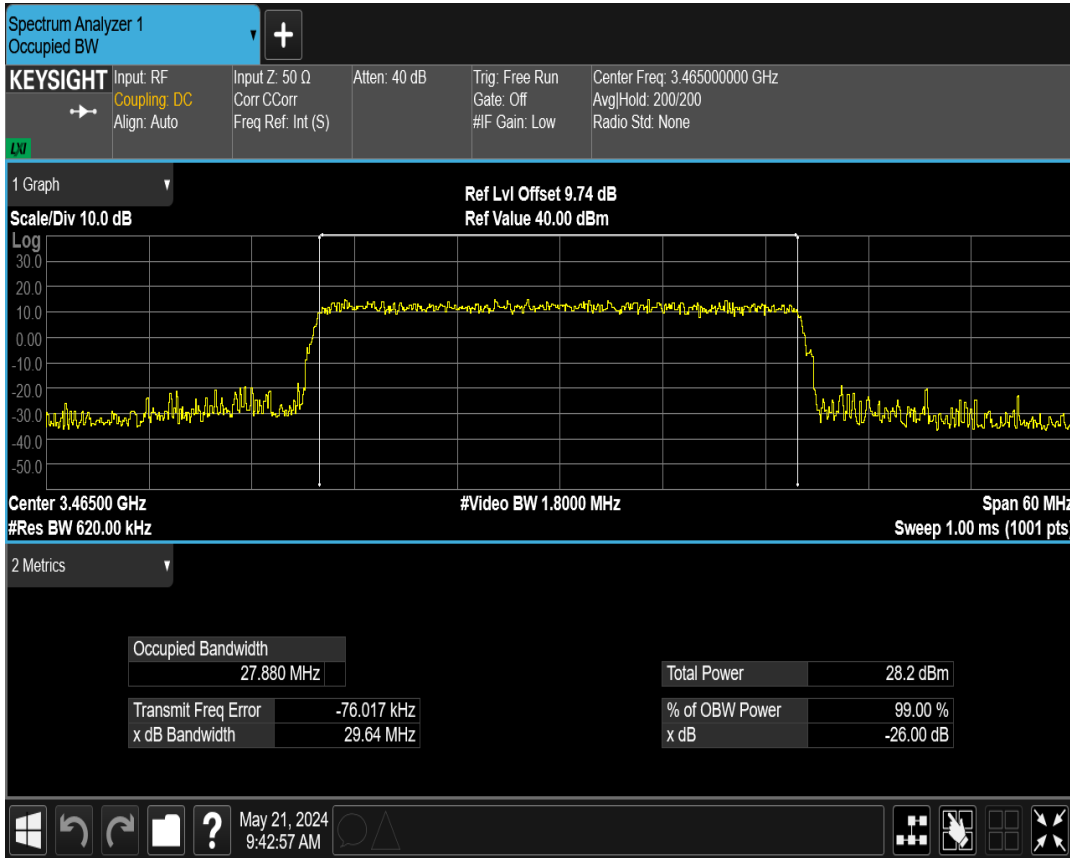 Spectrum Analyzer 1
Occupied BW
+
KEYSIGHT
LXI
Input: RF
Coupling: DC
Align: Auto
Input Z: 50 Ω
Corr CCorr
Freq Ref: Int (S)
Atten: 40 dB
Trig: Free Run
Gate: Off
#IF Gain: Low
Center Freq: 3.465000000 GHz
Avg|Hold: 200/200
Radio Std: None
1 Graph
Scale/Div 10.0 dB
Ref Lvl Offset 9.74 dB
Ref Value 40.00 dBm
Log
30.0
20.0
10.0
0.00
-10.0
-20.0
-30.0
-40.0
-50.0
Center 3.46500 GHz
#Video BW 1.8000 MHz
Span 60 MHz
#Res BW 620.00 kHz
Sweep 1.00 ms (1001 pts)
2 Metrics
Occupied Bandwidth
27.880 MHz
Transmit Freq Error -76.017 kHz
x dB Bandwidth 29.64 MHz
Total Power 28.2 dBm
% of OBW Power 99.00 %
x dB -26.00 dB
?
May 21, 2024
9:42:57 AM